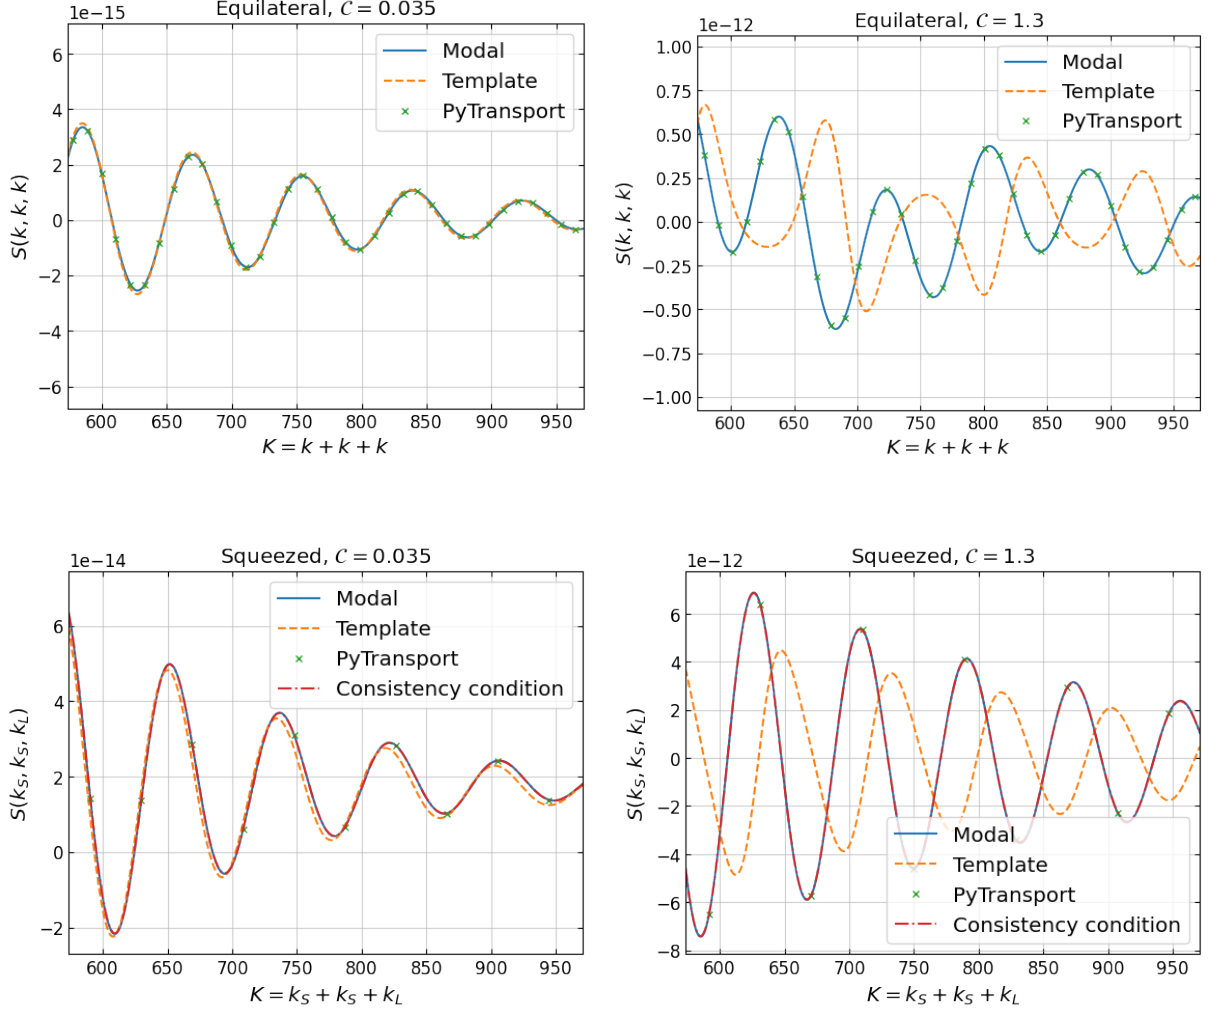 Equilateral, 𝒞 = 0.035
1e−15
6
4
2
0
−2
−4
−6
S(k, k, k)
Modal
Template
PyTransport
600 650 700 750 800 850 900 950
K = k + k + k
Equilateral, 𝒞 = 1.3
1e−12
1.00
0.75
0.50
0.25
0.00
−0.25
−0.50
−0.75
−1.00
S(k, k, k)
Modal
Template
PyTransport
600 650 700 750 800 850 900 950
K = k + k + k
Squeezed, 𝒞 = 0.035
1e−14
6
4
2
0
−2
S(k_S, k_S, k_L)
Modal
Template
PyTransport
Consistency condition
600 650 700 750 800 850 900 950
K = k_S + k_S + k_L
Squeezed, 𝒞 = 1.3
1e−12
6
4
2
0
−2
−4
−6
−8
S(k_S, k_S, k_L)
Modal
Template
PyTransport
Consistency condition
600 650 700 750 800 850 900 950
K = k_S + k_S + k_L